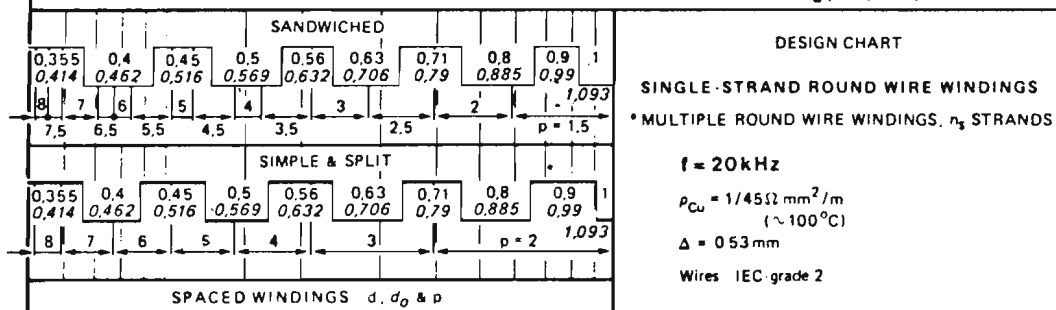 SANDWICHED
0,355 0,4 0,45 0,5 0,56 0,63 0,71 0,8 0,9 1
0,414 0,462 0,516 0,569 0,632 0,706 0,79 0,885 0,99
1,093
8 7 6 5 4 3 2
7,5 6,5 5,5 4,5 3,5 2,5 p = 1,5
SIMPLE & SPLIT
0,355 0,4 0,45 0,5 0,56 0,63 0,71 0,8 0,9 1
0,414 0,462 0,516 0,569 0,632 0,706 0,79 0,885 0,99
1,093
8 7 6 5 4 3 p = 2
SPACED WINDINGS d, do & p
DESIGN CHART
SINGLE-STRAND ROUND WIRE WINDINGS
* MULTIPLE ROUND WIRE WINDINGS, ns STRANDS
f = 20kHz
ρCu = 1/45Ω mm²/m
(~100°C)
Δ = 0 53mm
Wires IEC·grade 2